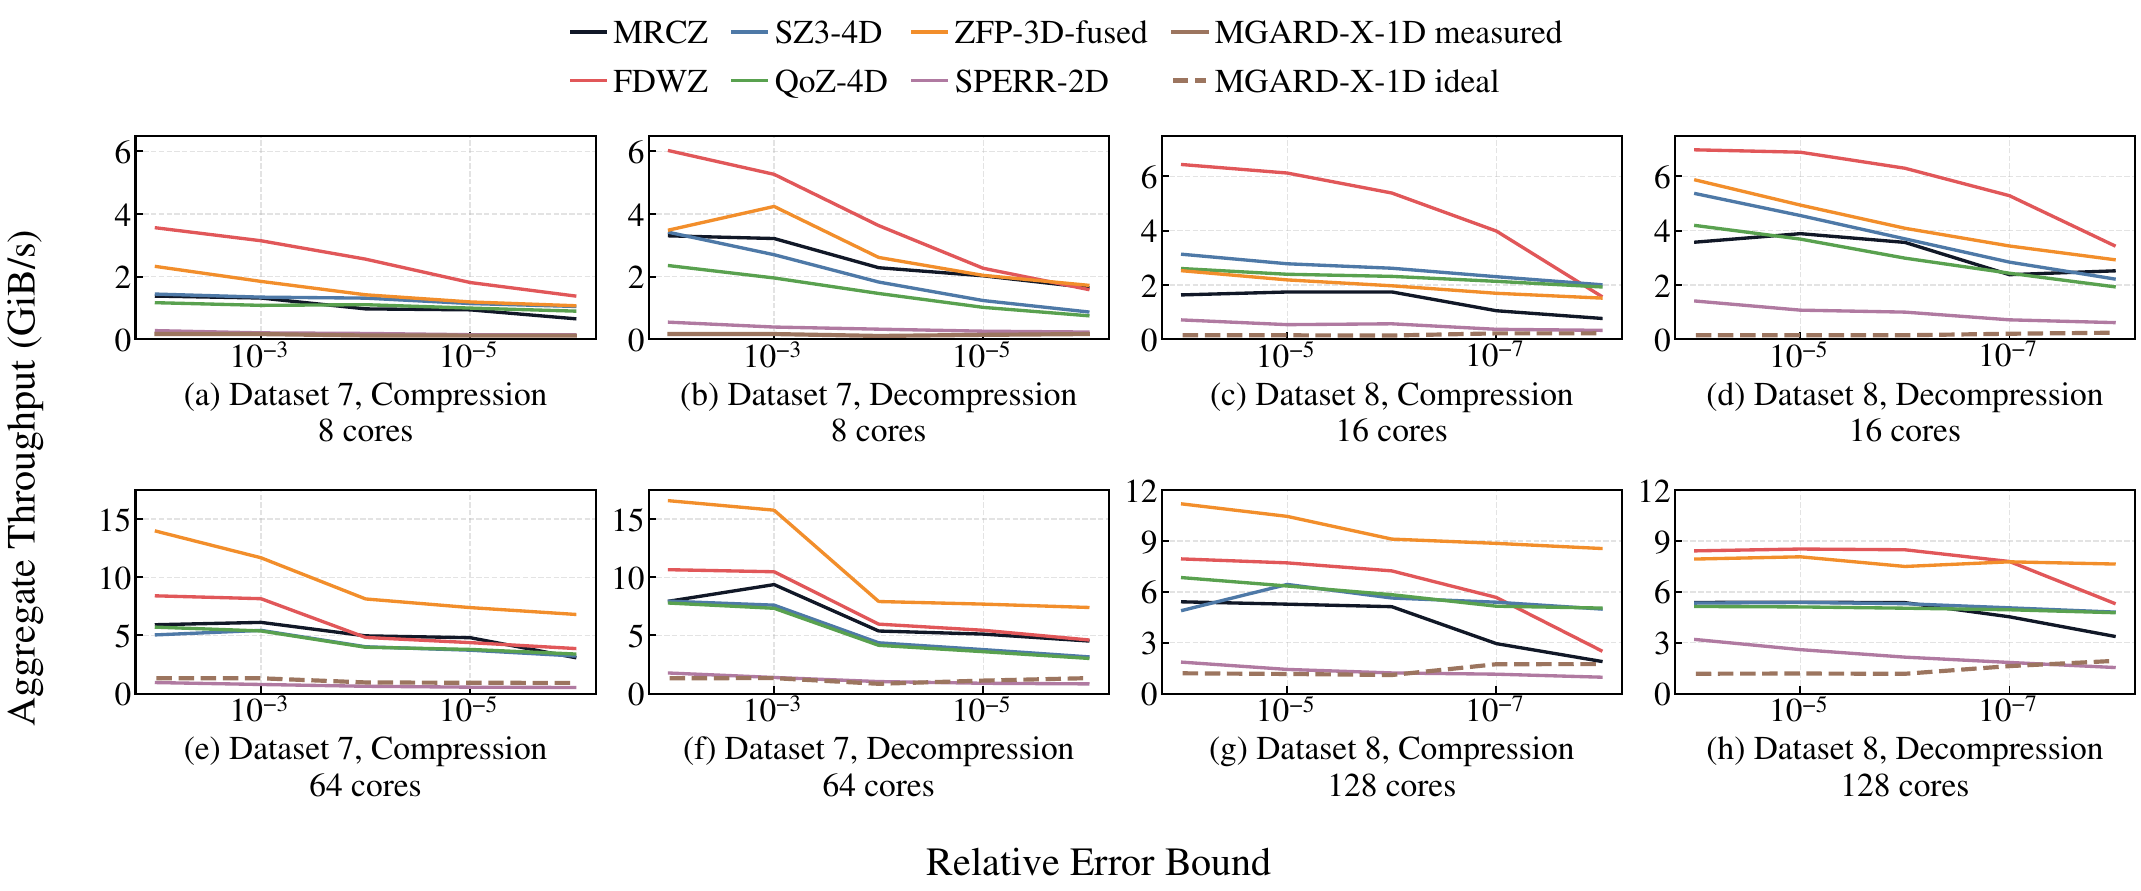 MRCZ SZ3-4D ZFP-3D-fused MGARD-X-1D measured
FDWZ QoZ-4D SPERR-2D MGARD-X-1D ideal
Aggregate Throughput (GiB/s)
6
4
2
0
10⁻³ 10⁻⁵
(a) Dataset 7, Compression
8 cores
6
4
2
0
10⁻³ 10⁻⁵
(b) Dataset 7, Decompression
8 cores
6
4
2
0
10⁻⁵ 10⁻⁷
(c) Dataset 8, Compression
16 cores
6
4
2
0
10⁻⁵ 10⁻⁷
(d) Dataset 8, Decompression
16 cores
15
10
5
0
10⁻³ 10⁻⁵
(e) Dataset 7, Compression
64 cores
15
10
5
0
10⁻³ 10⁻⁵
(f) Dataset 7, Decompression
64 cores
12
9
6
3
0
10⁻⁵ 10⁻⁷
(g) Dataset 8, Compression
128 cores
12
9
6
3
0
10⁻⁵ 10⁻⁷
(h) Dataset 8, Decompression
128 cores
Relative Error Bound